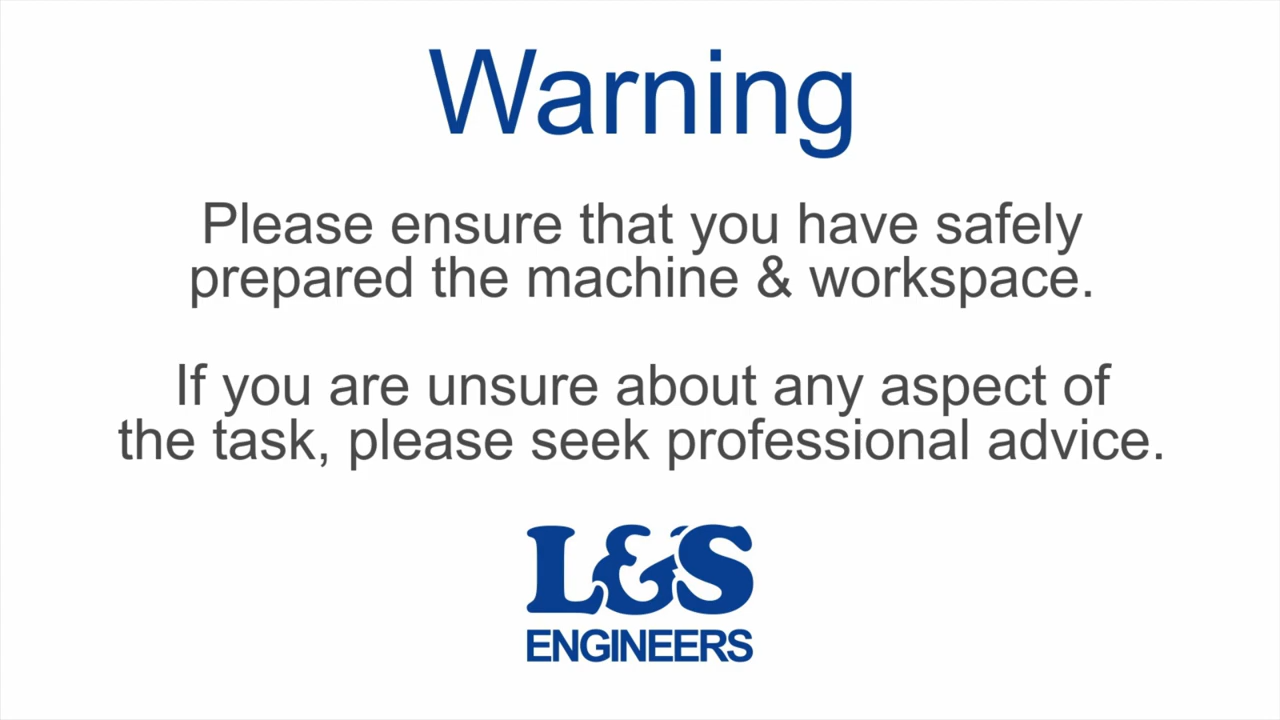 Warning
Please ensure that you have safely
prepared the machine & workspace.
If you are unsure about any aspect of
the task, please seek professional advice.
L&S
ENGINEERS